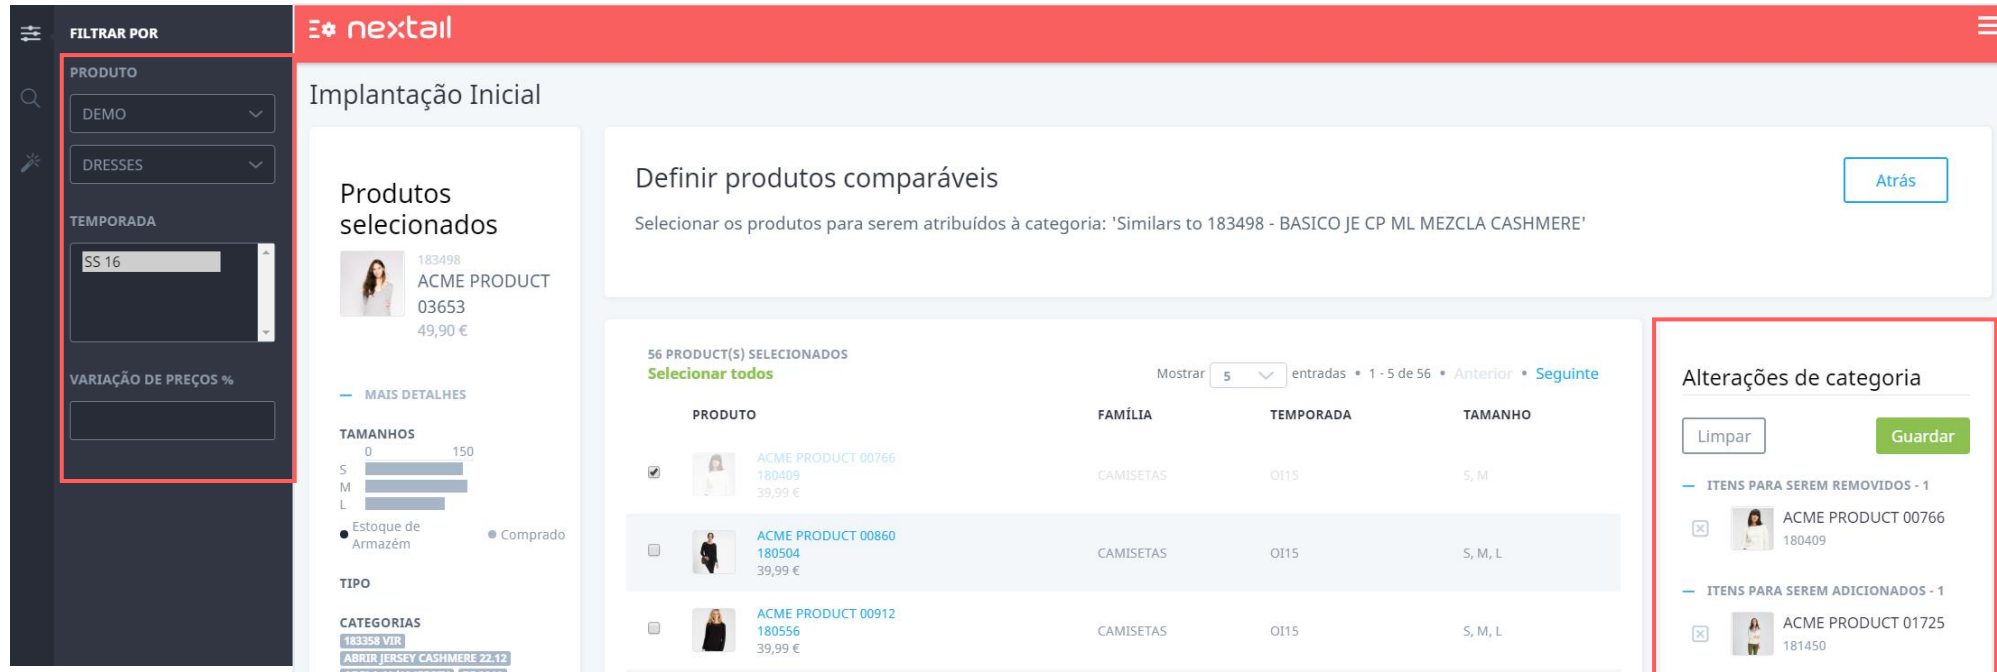 FILTRAR POR
PRODUTO
DEMO
DRESSES
TEMPORADA
SS 16
VARIAÇÃO DE PREÇOS %
nextail
Implantação Inicial
Produtos
selecionados
183498
ACME PRODUCT
03653
49,90 €
MAIS DETALHES
TAMANHOS
0 150
S
M
L
Estoque de
Armazém
Comprado
TIPO
CATEGORIAS
183358 VIR
ABRIR JERSEY CASHMERE 22.12
Definir produtos comparáveis
Selecionar os produtos para serem atribuídos à categoria: 'Similars to 183498 - BASICO JE CP ML MEZCLA CASHMERE'
Atrás
56 PRODUCT(S) SELECIONADOS
Selecionar todos
Mostrar 5 entradas • 1 - 5 de 56 • Anterior • Seguinte
PRODUTO FAMÍLIA TEMPORADA TAMANHO
ACME PRODUCT 00766
180409 CAMISETAS OI15 S, M
39,99 €
ACME PRODUCT 00860
180504 CAMISETAS OI15 S, M, L
39,99 €
ACME PRODUCT 00912
180556 CAMISETAS OI15 S, M, L
39,99 €
Alterações de categoria
Limpar Guardar
ITENS PARA SEREM REMOVIDOS - 1
ACME PRODUCT 00766
180409
ITENS PARA SEREM ADICIONADOS - 1
ACME PRODUCT 01725
181450